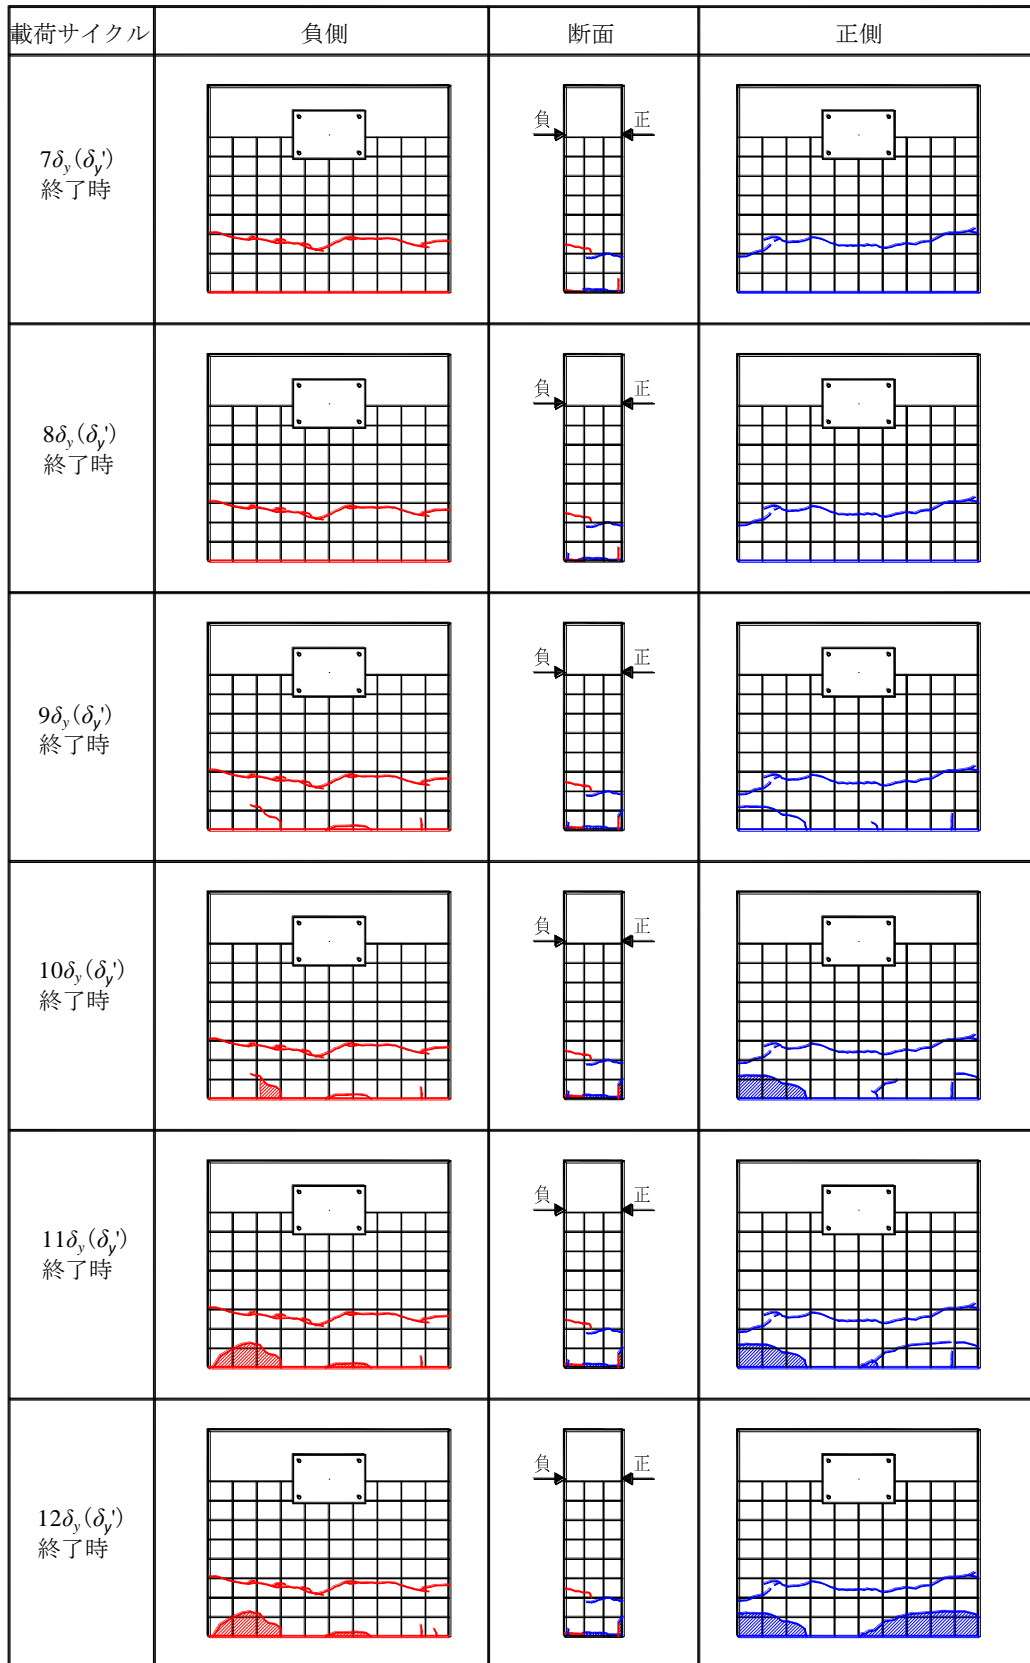 載荷サイクル 負側 断面 正側
負 正
7δy(δy')
終了時
負 正
8δy(δy')
終了時
負 正
9δy(δy')
終了時
負 正
10δy(δy')
終了時
負 正
11δy(δy')
終了時
負 正
12δy(δy')
終了時